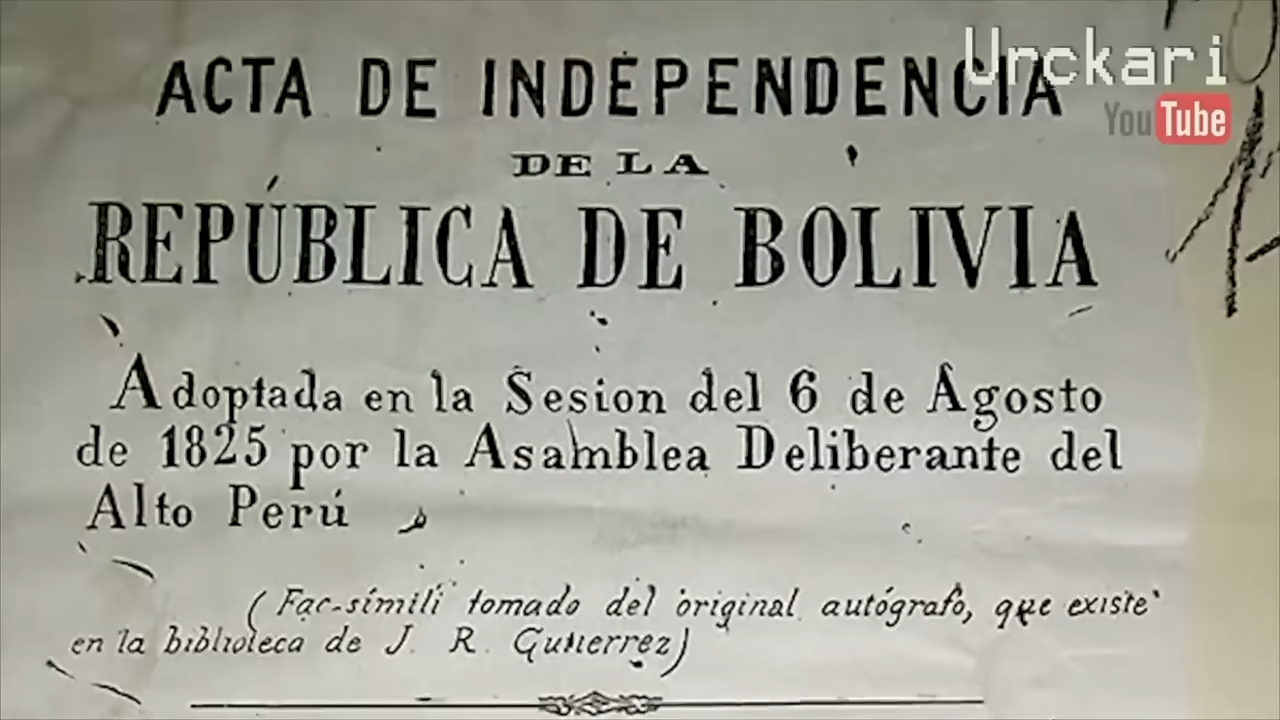 Unckari
YouTube
ACTA DE INDEPENDENCIA
DE LA
REPÚBLICA DE BOLIVIA
Adoptada en la Sesion del 6 de Agosto
de 1825 por la Asamblea Deliberante del
Alto Perú
(Fac-símili tomado del original autógrafo, que existe
en la biblioteca de J. R. Gutierrez)